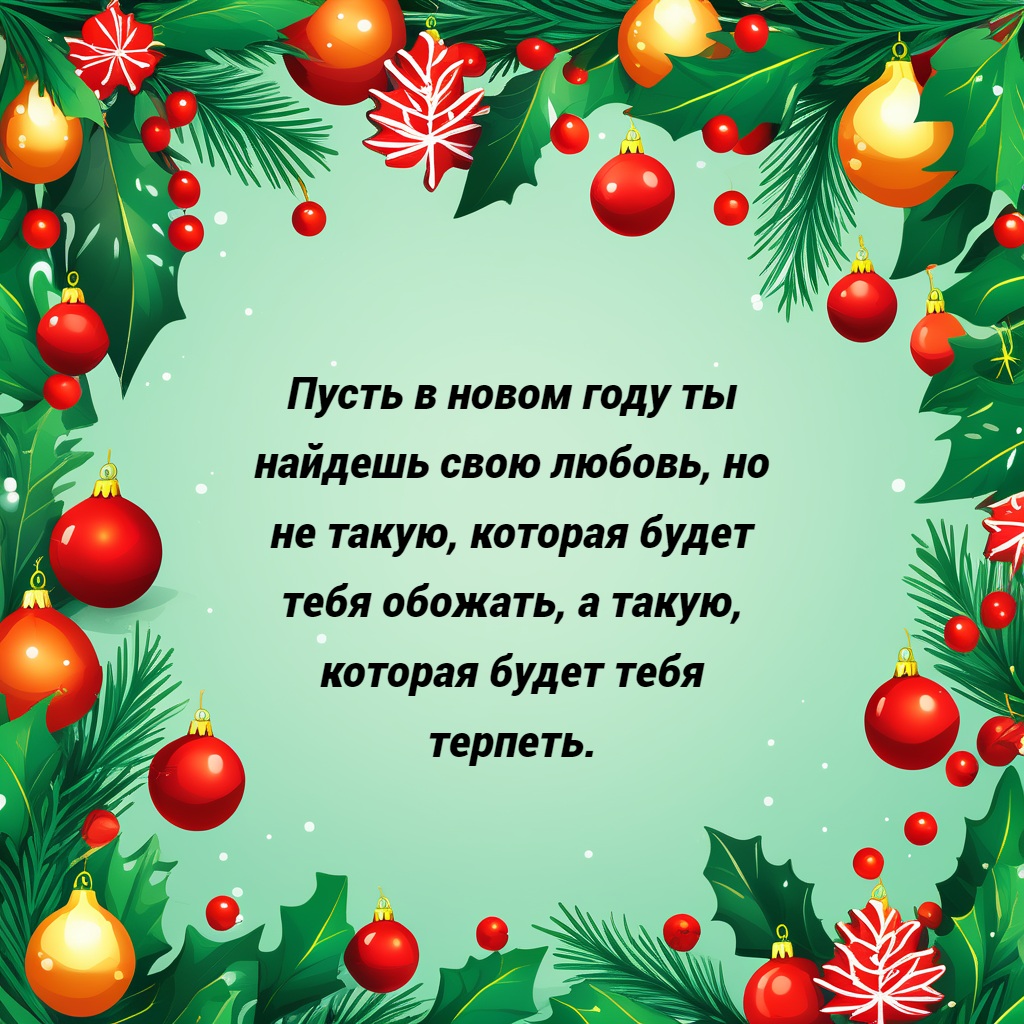 Пусть в новом году ты
найдешь свою любовь, но
не такую, которая будет
тебя обожать, а такую,
которая будет тебя
терпеть.